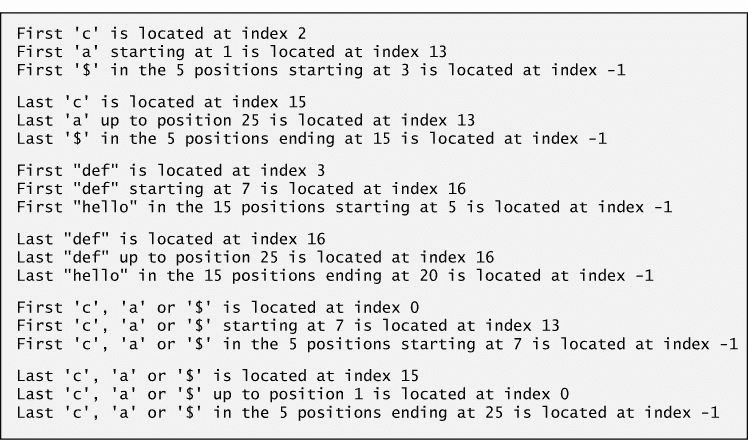 First 'c' is located at index 2
First 'a' starting at 1 is located at index 13
First '$' in the 5 positions starting at 3 is located at index -1
Last 'c' is located at index 15
Last 'a' up to position 25 is located at index 13
Last '$' in the 5 positions ending at 15 is located at index -1
First "def" is located at index 3
First "def" starting at 7 is located at index 16
First "hello" in the 15 positions starting at 5 is located at index -1
Last "def" is located at index 16
Last "def" up to position 25 is located at index 16
Last "hello" in the 15 positions ending at 20 is located at index -1
First 'c', 'a' or '$' is located at index 0
First 'c', 'a' or '$' starting at 7 is located at index 13
First 'c', 'a' or '$' in the 5 positions starting at 7 is located at index -1
Last 'c', 'a' or '$' is located at index 15
Last 'c', 'a' or '$' up to position 1 is located at index 0
Last 'c', 'a' or '$' in the 5 positions ending at 25 is located at index -1